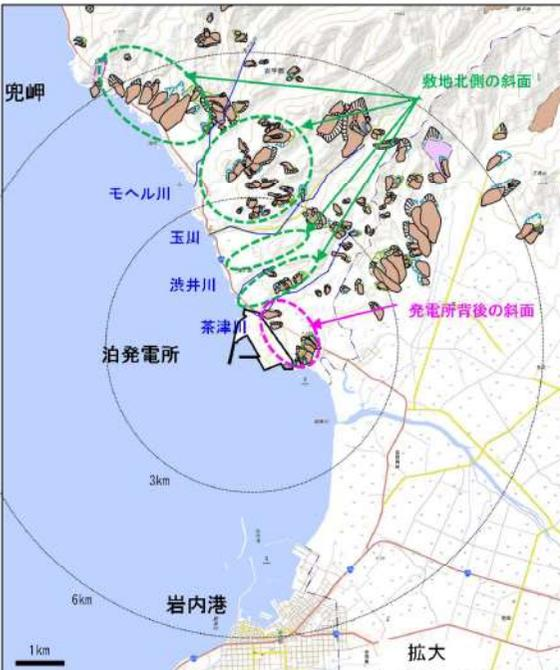 敷地北側の斜面
兜岬
モヘル川
玉川
渋井川
発電所背後の斜面
茶津川
泊発電所
3km
6km
岩内港
1km
拡大